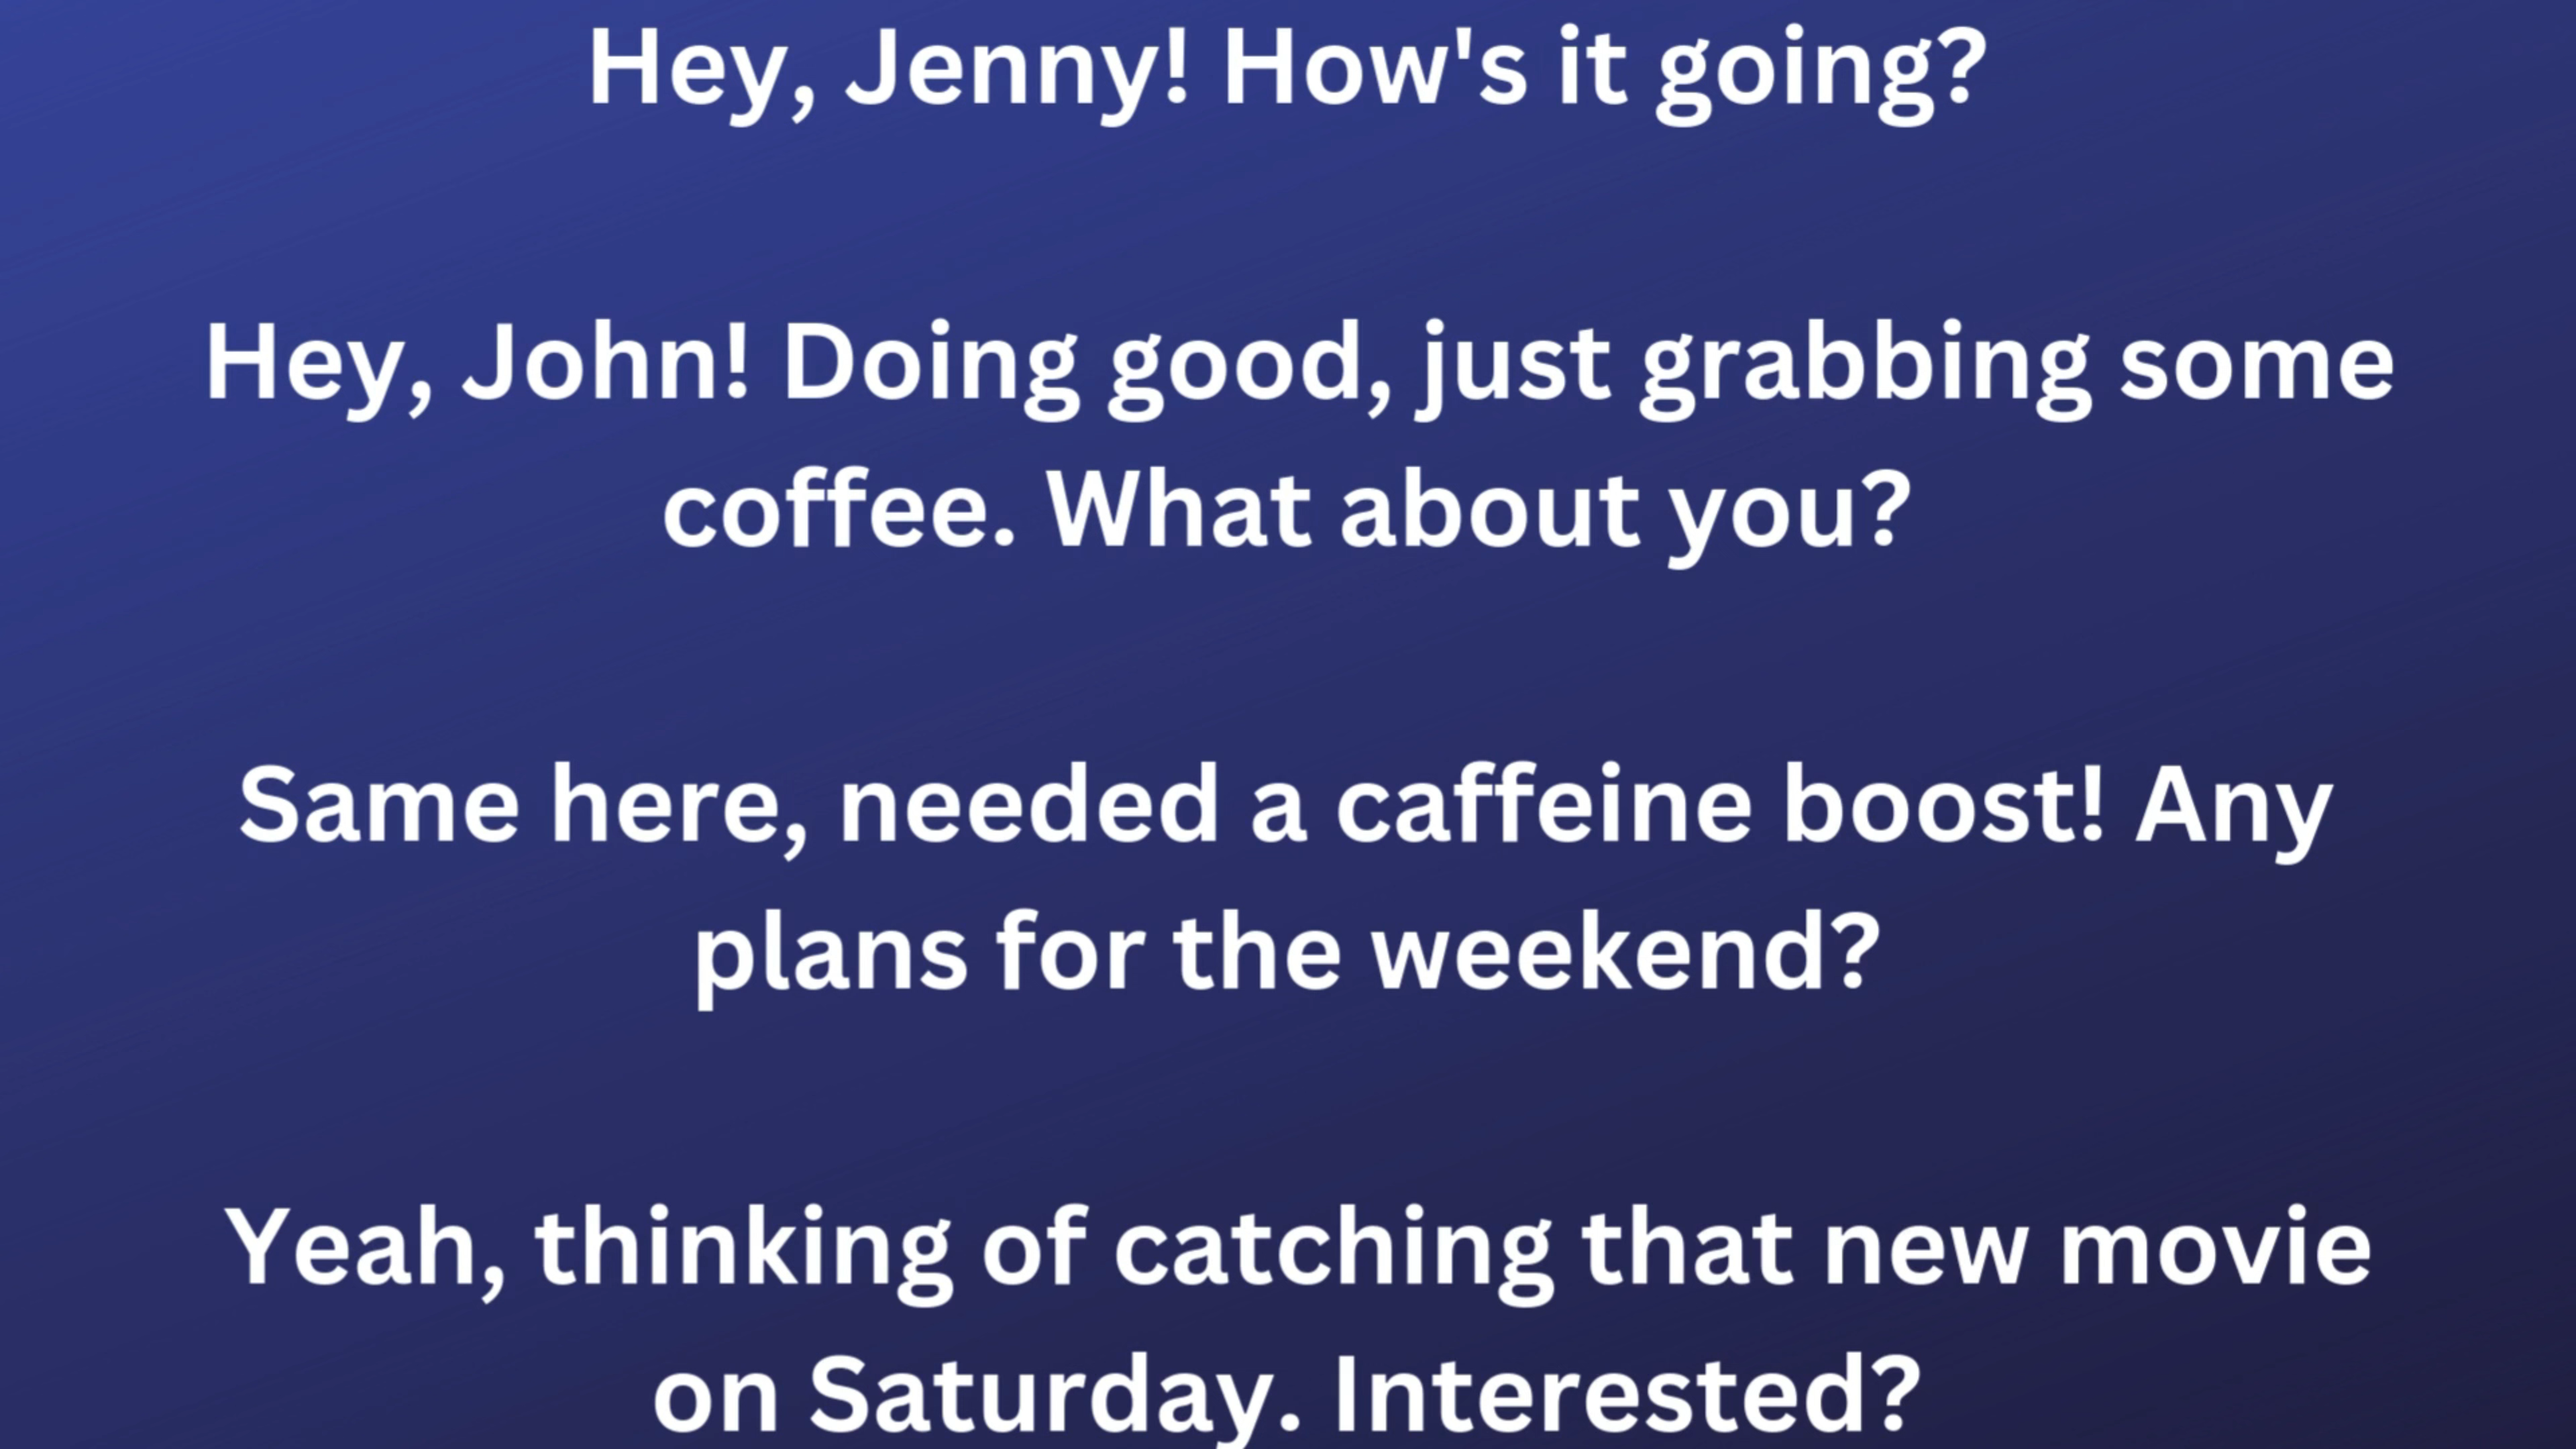 Hey, Jenny! How's it going?
Hey, John! Doing good, just grabbing some
coffee. What about you?
Same here, needed a caffeine boost! Any
plans for the weekend?
Yeah, thinking of catching that new movie
on Saturday. Interested?